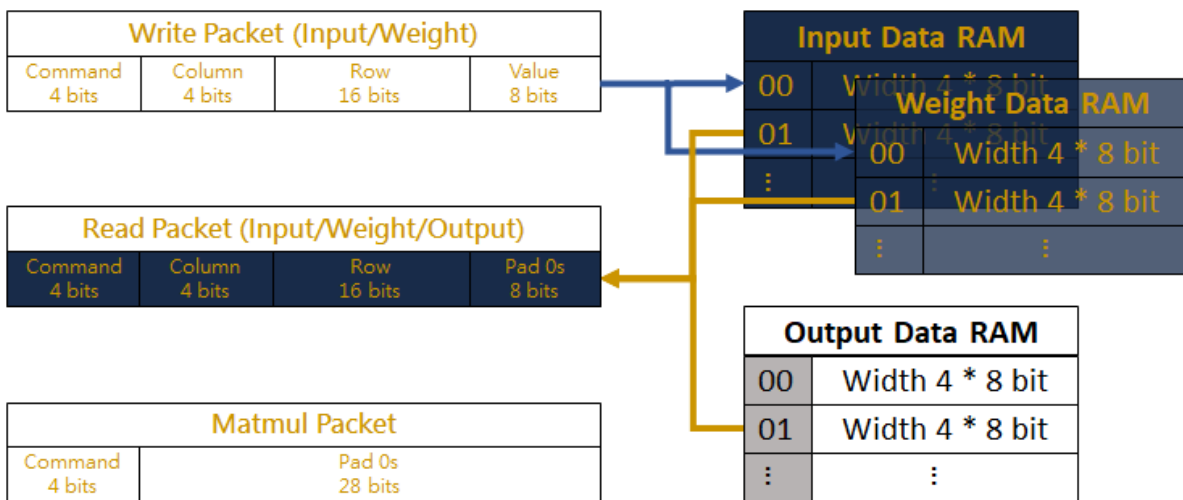 Write Packet (Input/Weight)
Command Column Row Value
4 bits 4 bits 16 bits 8 bits
Input Data RAM
00 Width 4 * 8 bit
01 Width 4 * 8 bit
⋮ ⋮
Weight Data RAM
00 Width 4 * 8 bit
01 Width 4 * 8 bit
⋮ ⋮
Read Packet (Input/Weight/Output)
Command Column Row Pad 0s
4 bits 4 bits 16 bits 8 bits
Output Data RAM
00 Width 4 * 8 bit
01 Width 4 * 8 bit
⋮ ⋮
Matmul Packet
Command Pad 0s
4 bits 28 bits